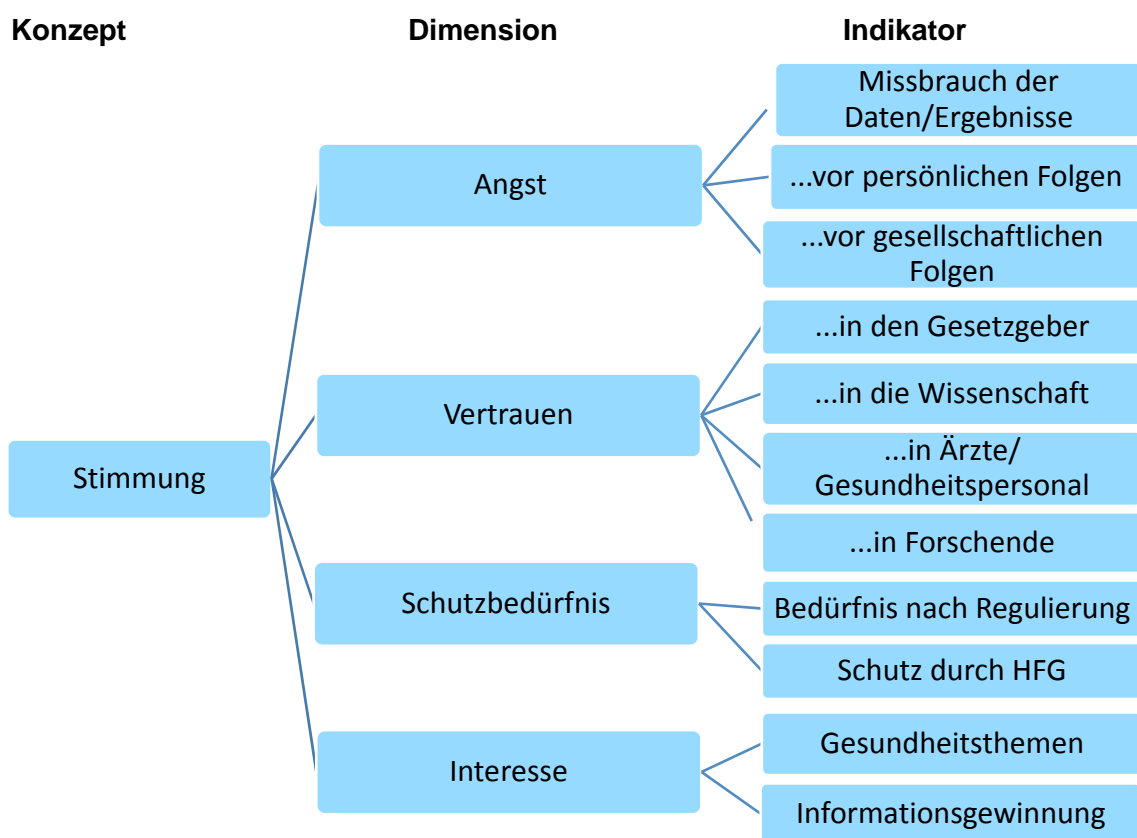 Konzept
Dimension
Indikator
Stimmung
Angst
Missbrauch der
Daten/Ergebnisse
...vor persönlichen Folgen
...vor gesellschaftlichen
Folgen
Vertrauen
...in den Gesetzgeber
...in die Wissenschaft
...in Ärzte/
Gesundheitspersonal
...in Forschende
Schutzbedürfnis
Bedürfnis nach Regulierung
Schutz durch HFG
Interesse
Gesundheitsthemen
Informationsgewinnung